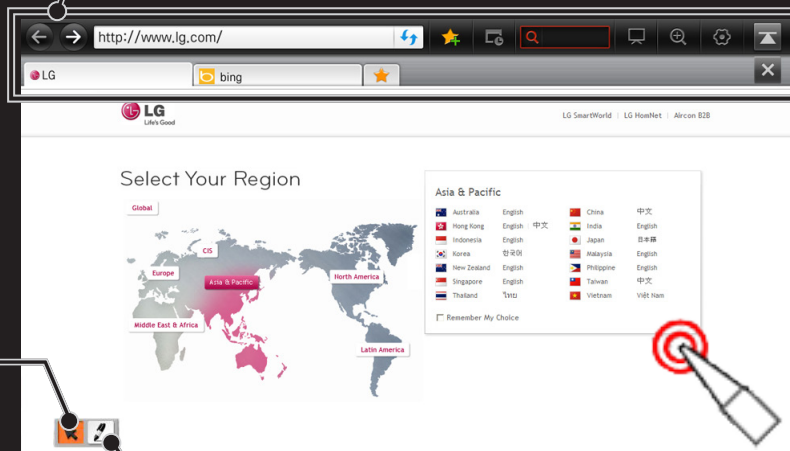 http://www.lg.com/
LG
bing
LG
Life's Good
LG SmartWorld | LG HomNet | Aircon B2B
Select Your Region
Global
CIS
Europe
Asia & Pacific
North America
Middle East & Africa
Latin America
Asia & Pacific
Australia English China 中文
Hong Kong English | 中文 India English
Indonesia English Japan 日本語
Korea 한국어 Malaysia English
New Zealand English Philippine English
Singapore English Taiwan 中文
Thailand ไทย Vietnam Việt Nam
Remember My Choice